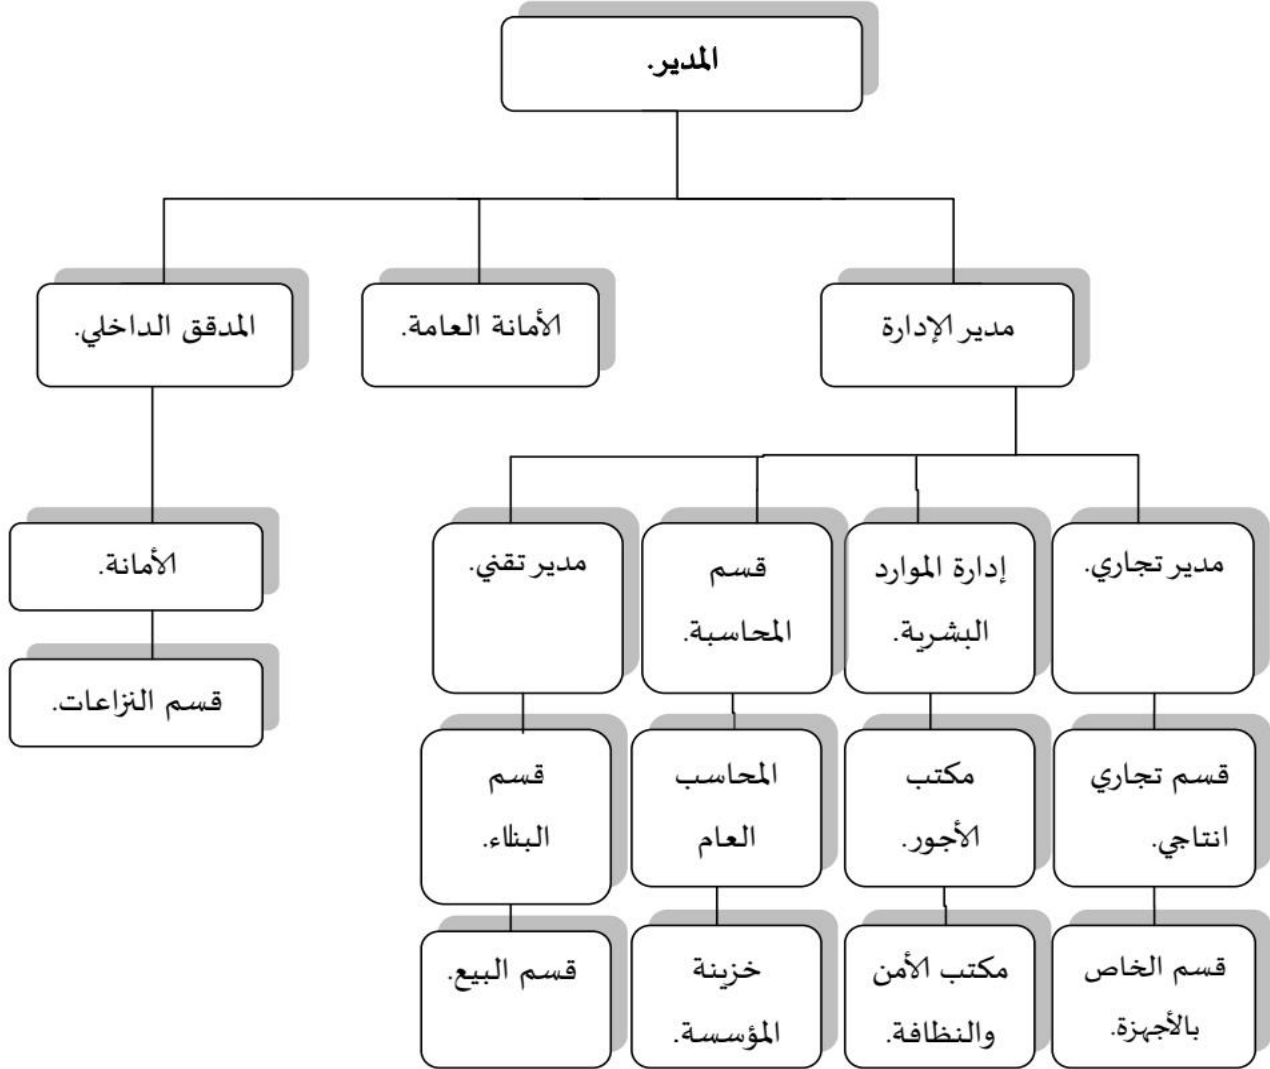 المدير.
مدير الإدارة
الأمانة العامة.
المدقق الداخلي.
مدير تجاري.
إدارة الموارد
البشرية.
قسم
المحاسبة.
مدير تقني.
الأمانة.
قسم النزاعات.
قسم تجاري
انتاجي.
مكتب
الأجور.
المحاسب
العام
قسم
البناء.
قسم الخاص
بالأجهزة.
مكتب الأمن
والنظافة.
خزينة
المؤسسة.
قسم البيع.